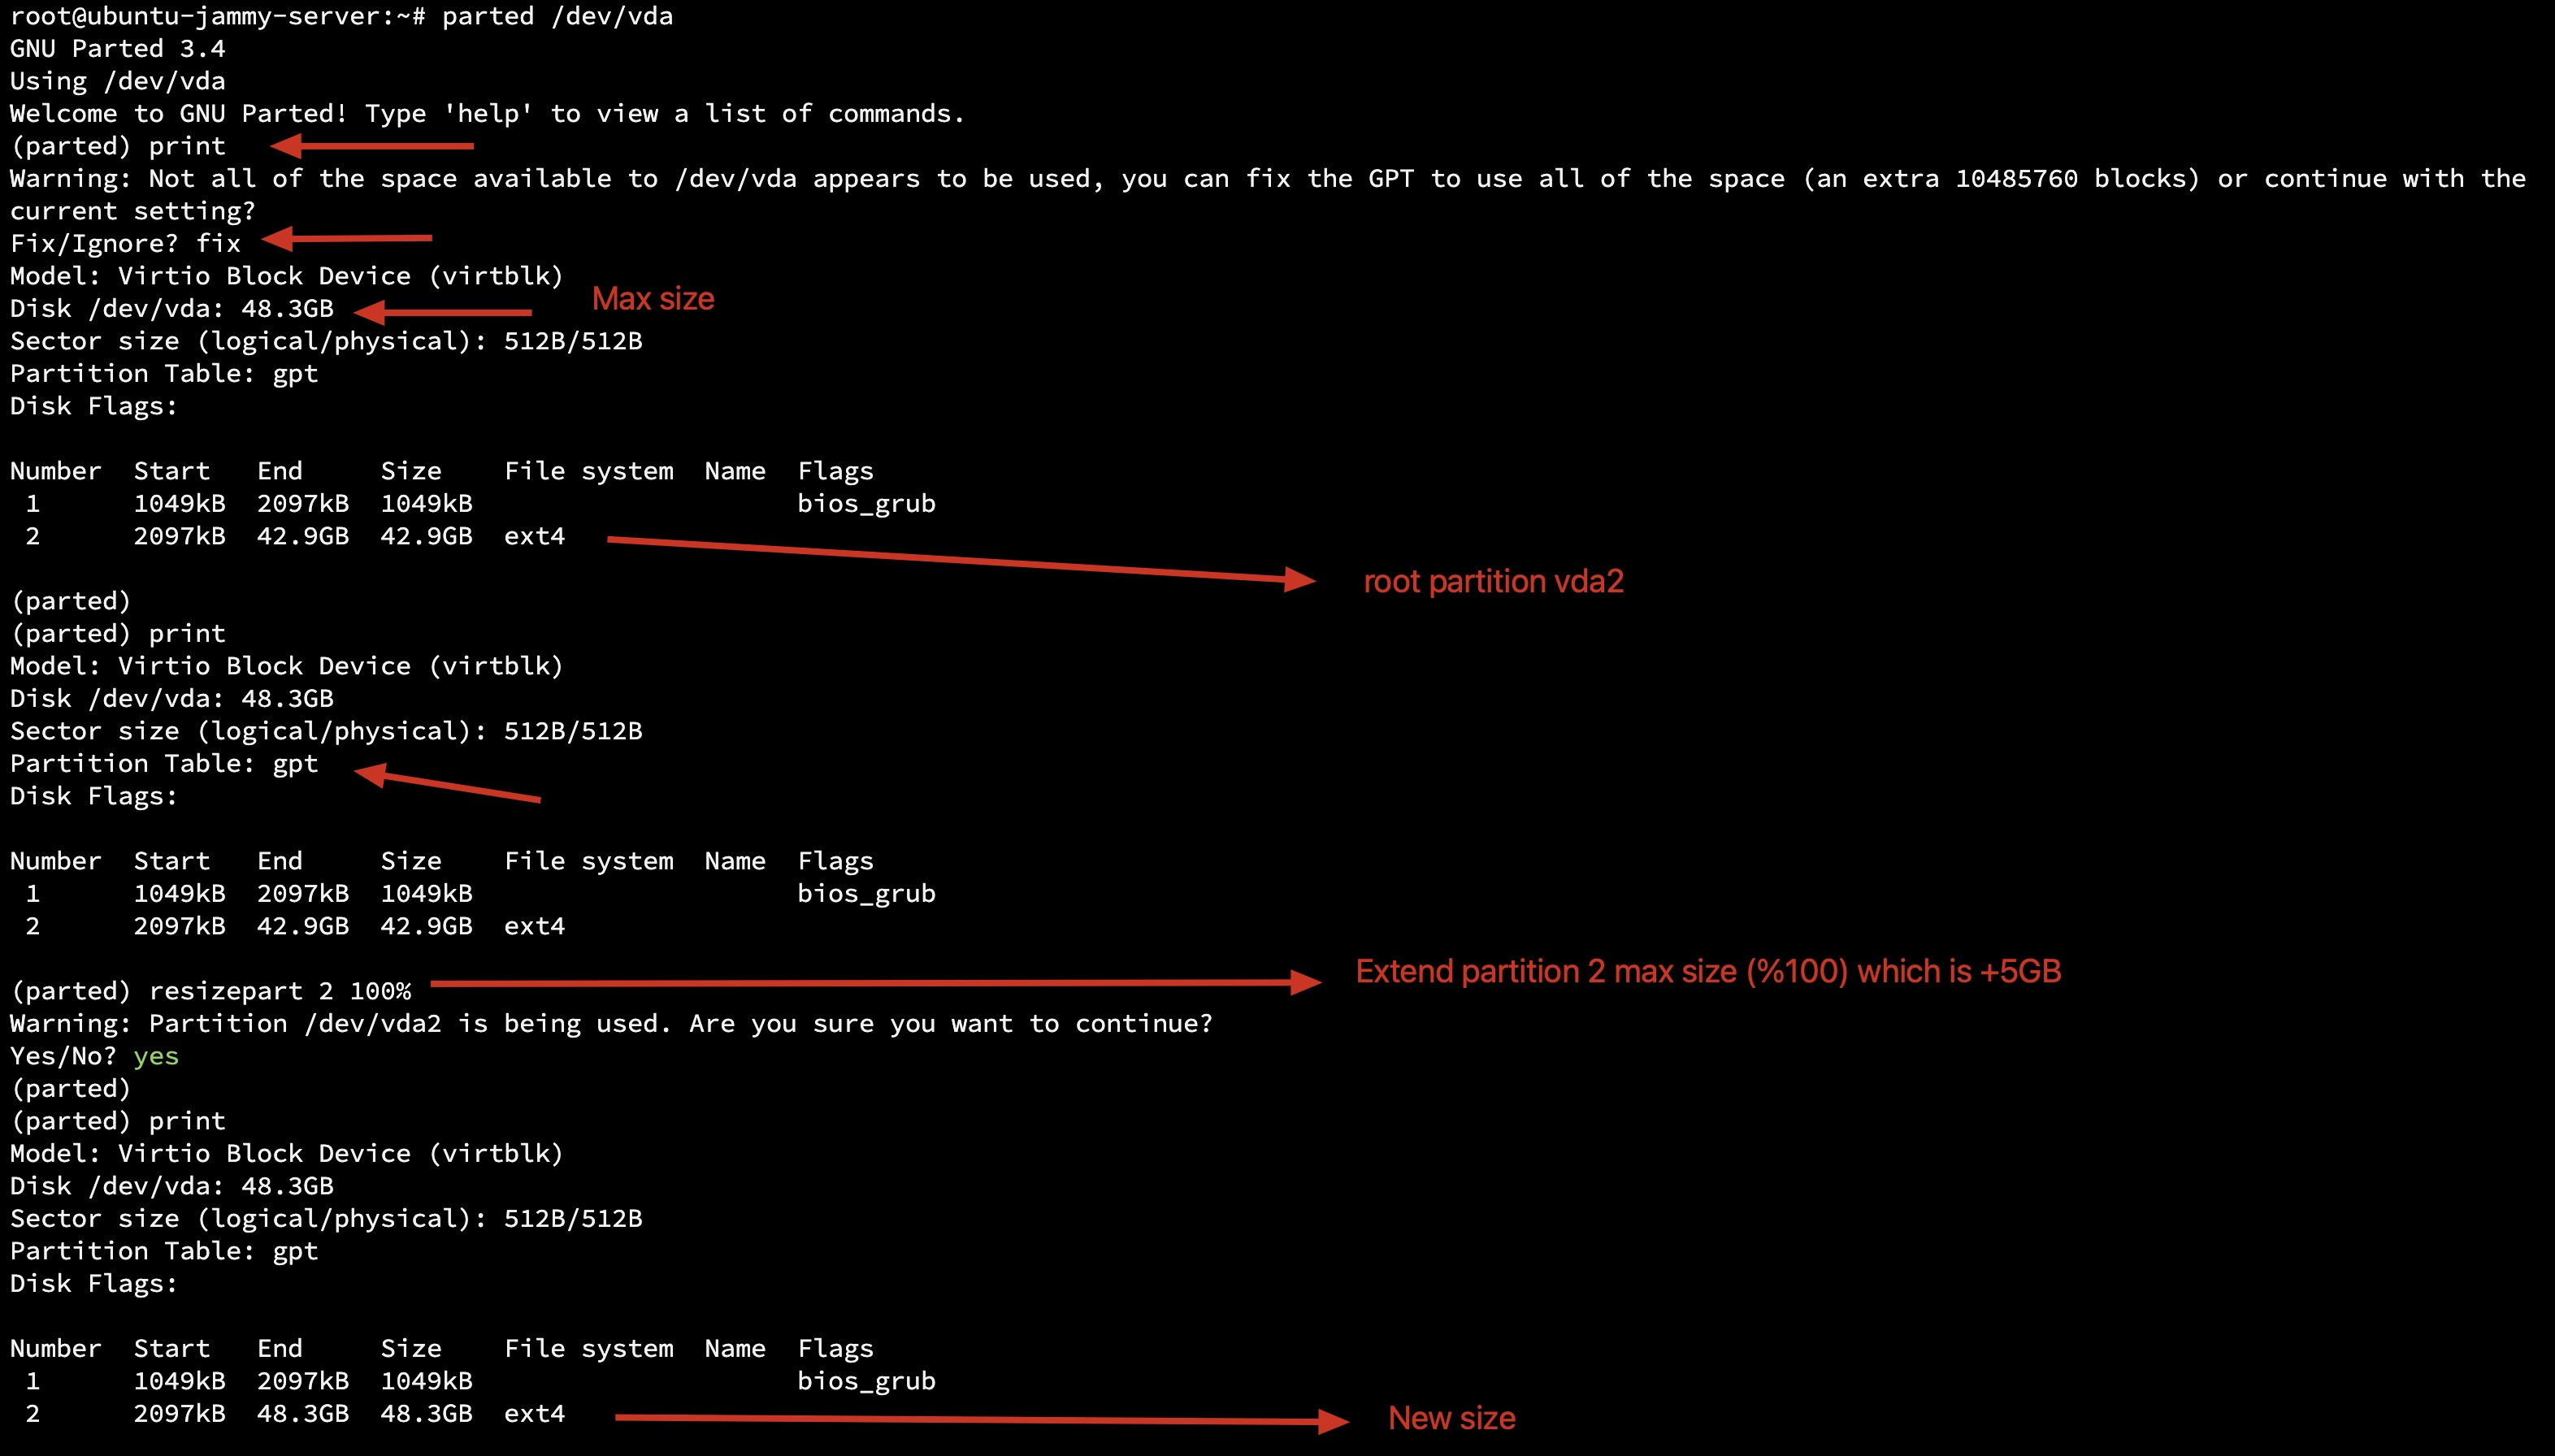 root@ubuntu-jammy-server:~# parted /dev/vda
GNU Parted 3.4
Using /dev/vda
Welcome to GNU Parted! Type 'help' to view a list of commands.
(parted) print
Warning: Not all of the space available to /dev/vda appears to be used, you can fix the GPT to use all of the space (an extra 10485760 blocks) or continue with the
current setting?
Fix/Ignore? fix
Model: Virtio Block Device (virtblk)
Disk /dev/vda: 48.3GB Max size
Sector size (logical/physical): 512B/512B
Partition Table: gpt
Disk Flags:
Number  Start   End     Size    File system  Name  Flags
 1      1049kB  2097kB  1049kB                     bios_grub
 2      2097kB  42.9GB  42.9GB  ext4
root partition vda2
(parted)
(parted) print
Model: Virtio Block Device (virtblk)
Disk /dev/vda: 48.3GB
Sector size (logical/physical): 512B/512B
Partition Table: gpt
Disk Flags:
Number  Start   End     Size    File system  Name  Flags
 1      1049kB  2097kB  1049kB                     bios_grub
 2      2097kB  42.9GB  42.9GB  ext4
(parted) resizepart 2 100% Extend partition 2 max size (%100) which is +5GB
Warning: Partition /dev/vda2 is being used. Are you sure you want to continue?
Yes/No? yes
(parted)
(parted) print
Model: Virtio Block Device (virtblk)
Disk /dev/vda: 48.3GB
Sector size (logical/physical): 512B/512B
Partition Table: gpt
Disk Flags:
Number  Start   End     Size    File system  Name  Flags
 1      1049kB  2097kB  1049kB                     bios_grub
 2      2097kB  48.3GB  48.3GB  ext4 New size